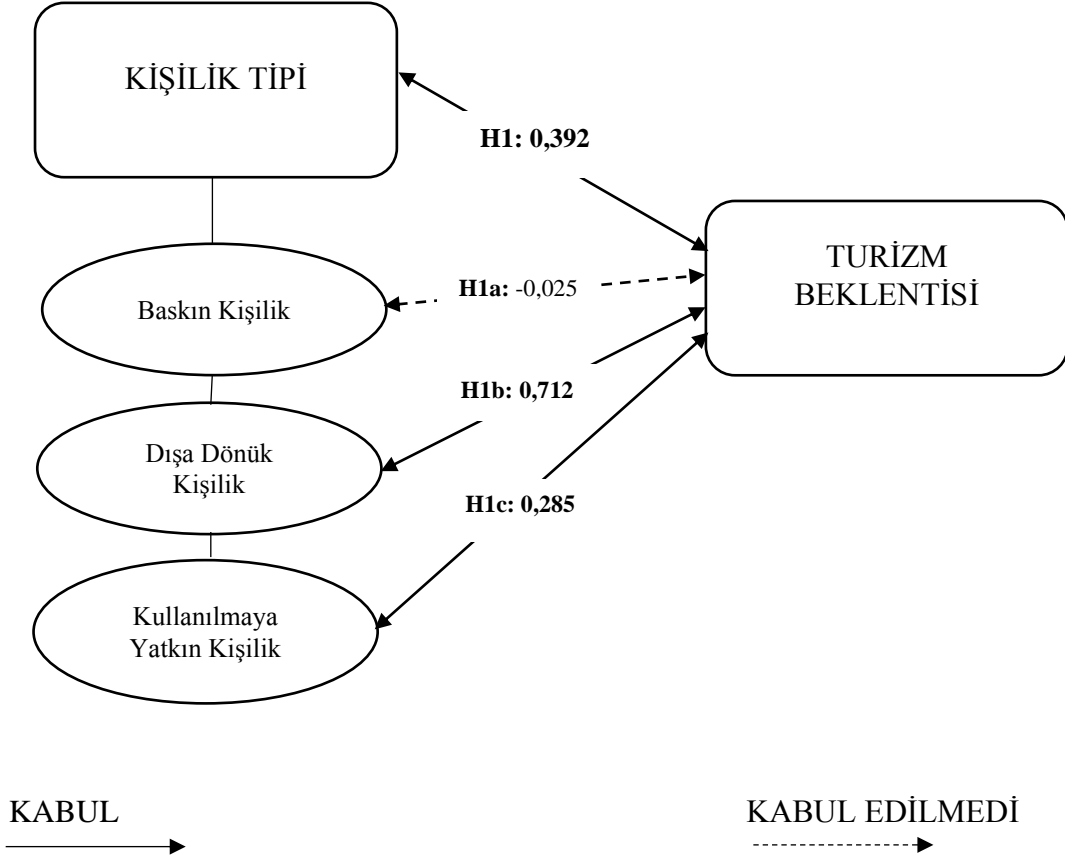 KİŞİLİK TİPİ
H1: 0,392
TURİZM
BEKLENTİSİ
Baskın Kişilik
H1a: -0,025
H1b: 0,712
Dışa Dönük
Kişilik
H1c: 0,285
Kullanılmaya
Yatkın Kişilik
KABUL
KABUL EDİLMEDİ